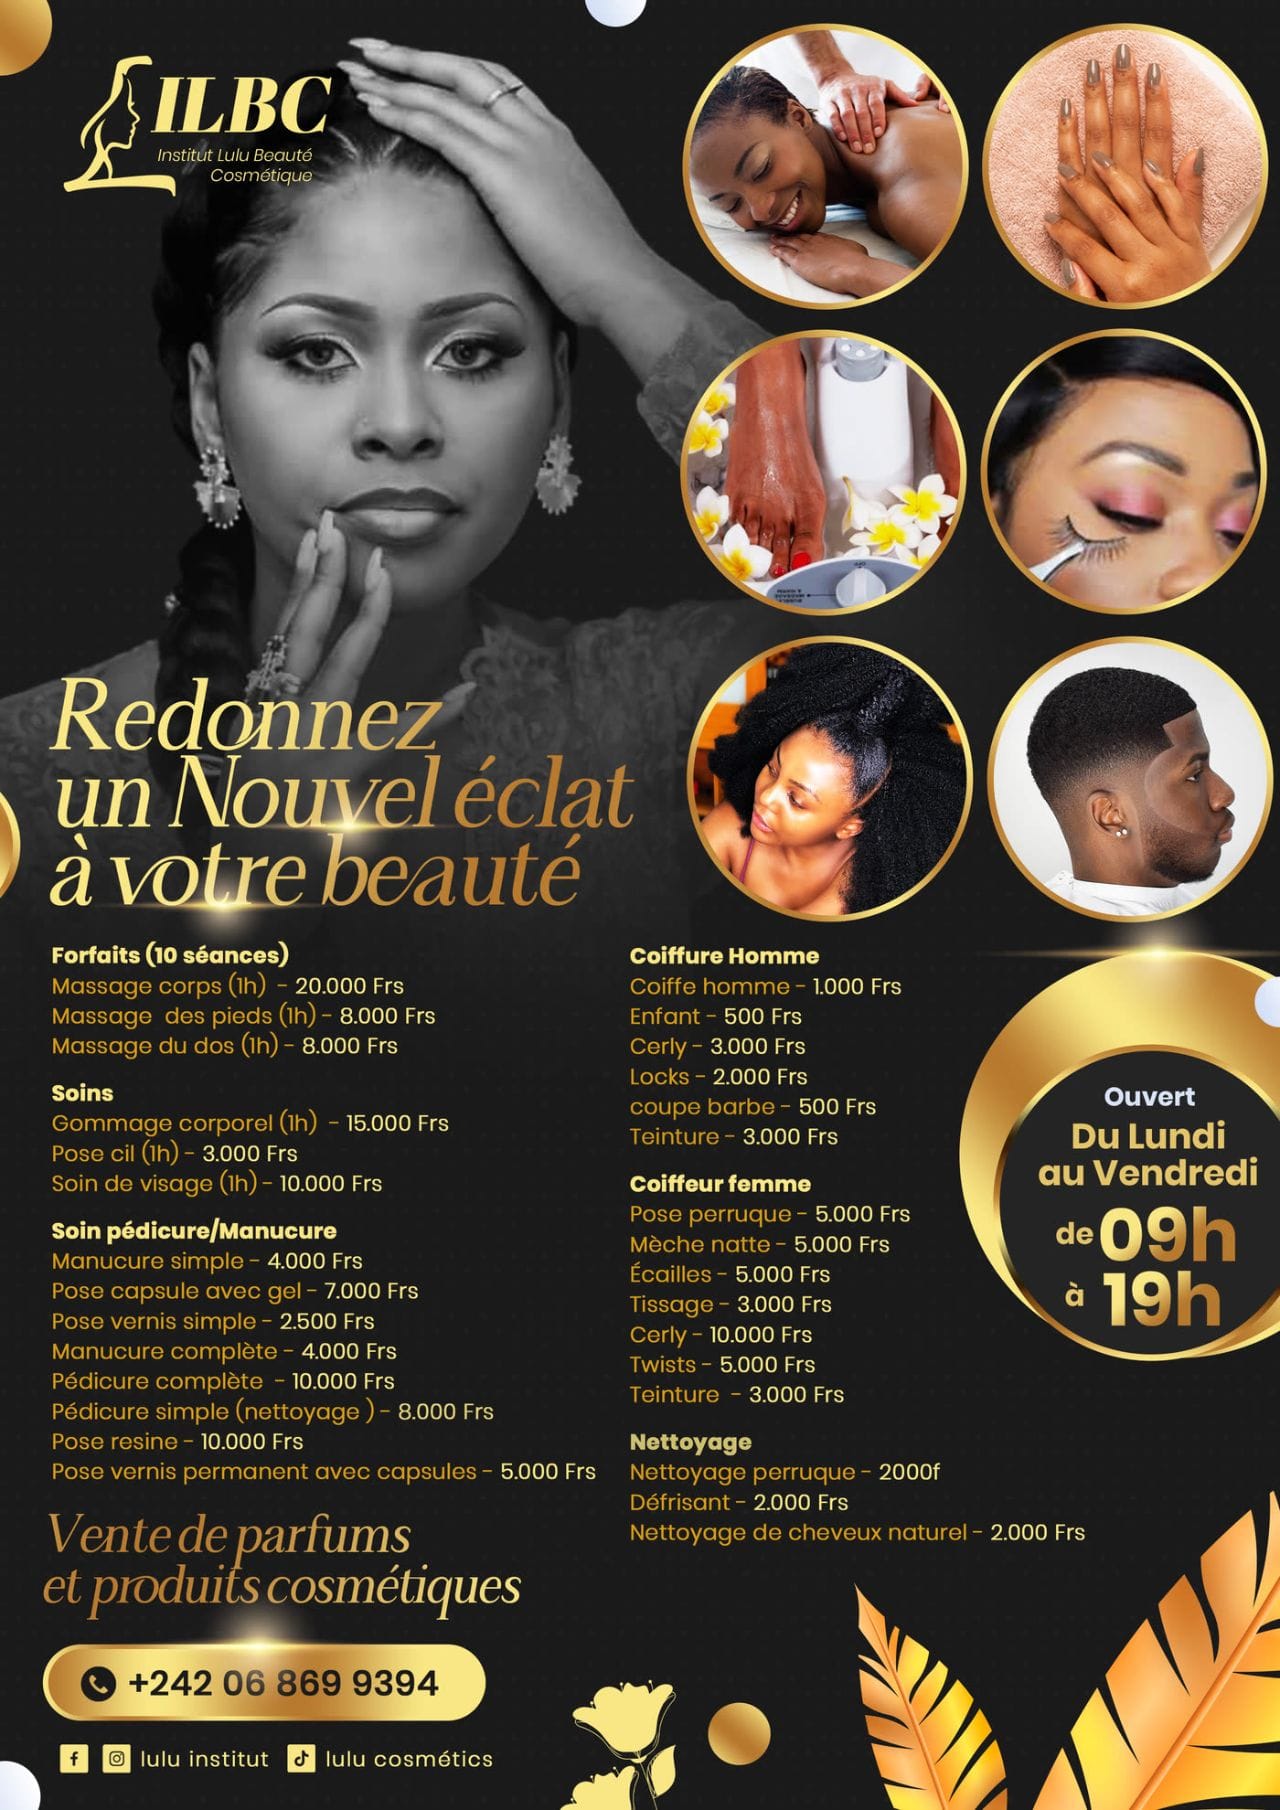 ILBC
Institut Lulu Beauté
Cosmétique
Redonnez
un Nouvel éclat
à votre beauté
Forfaits (10 séances)
Massage corps (1h) - 20.000 Frs
Massage des pieds (1h) - 8.000 Frs
Massage du dos (1h) - 8.000 Frs
Soins
Gommage corporel (1h) - 15.000 Frs
Pose cil (1h) - 3.000 Frs
Soin de visage (1h) - 10.000 Frs
Soin pédicure/Manucure
Manucure simple - 4.000 Frs
Pose capsule avec gel - 7.000 Frs
Pose vernis simple - 2.500 Frs
Manucure complète - 4.000 Frs
Pédicure complète - 10.000 Frs
Pédicure simple (nettoyage ) - 8.000 Frs
Pose resine - 10.000 Frs
Pose vernis permanent avec capsules - 5.000 Frs
Coiffure Homme
Coiffe homme - 1.000 Frs
Enfant - 500 Frs
Cerly - 3.000 Frs
Locks - 2.000 Frs
coupe barbe - 500 Frs
Teinture - 3.000 Frs
Coiffeur femme
Pose perruque - 5.000 Frs
Mèche natte - 5.000 Frs
Écailles - 5.000 Frs
Tissage - 3.000 Frs
Cerly - 10.000 Frs
Twists - 5.000 Frs
Teinture - 3.000 Frs
Nettoyage
Nettoyage perruque - 2000f
Défrisant - 2.000 Frs
Nettoyage de cheveux naturel - 2.000 Frs
Ouvert
Du Lundi
au Vendredi
de 09h
à 19h
Vente de parfums
et produits cosmétiques
+242 06 869 9394
lulu institut lulu cosmétics